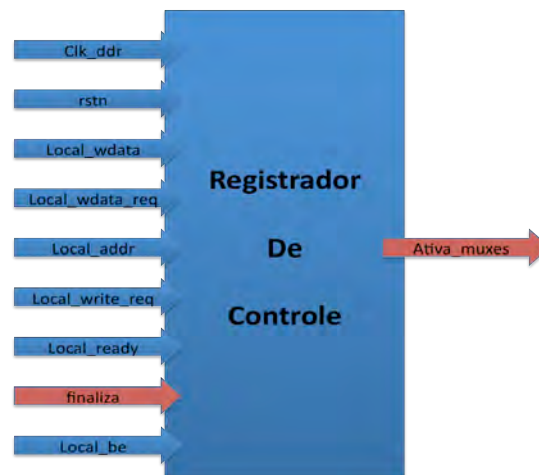 Clk_ddr
rstn
Local_wdata
Local_wdata_req
Local_addr
Local_write_req
Local_ready
finaliza
Local_be
Registrador
De
Controle
Ativa_muxes